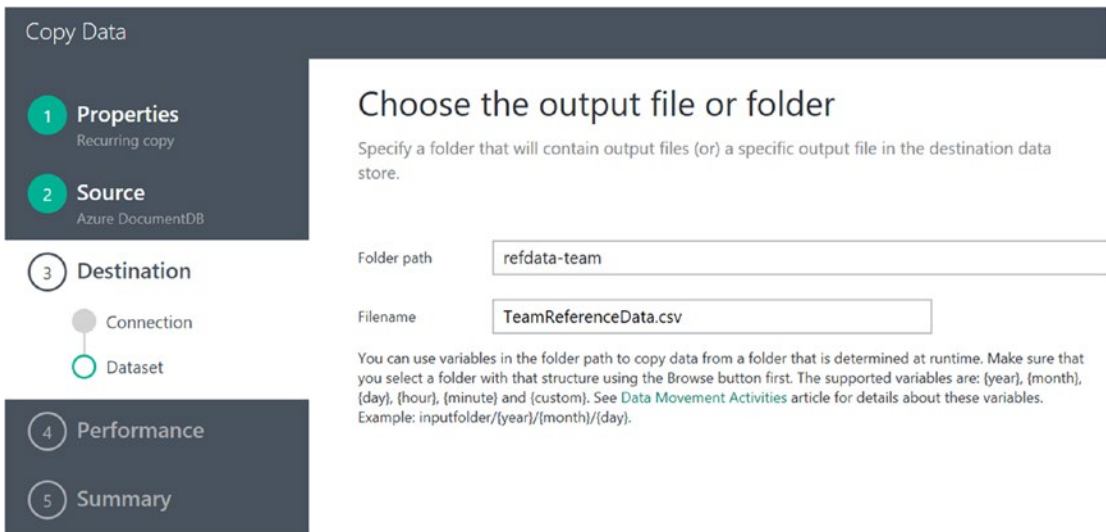 Copy Data
1 Properties
Recurring copy
2 Source
Azure DocumentDB
3 Destination
Connection
Dataset
4 Performance
5 Summary
Choose the output file or folder
Specify a folder that will contain output files (or) a specific output file in the destination data
store.
Folder path refdata-team
Filename TeamReferenceData.csv
You can use variables in the folder path to copy data from a folder that is determined at runtime. Make sure that
you select a folder with that structure using the Browse button first. The supported variables are: {year}, {month},
{day}, {hour}, {minute} and {custom}. See Data Movement Activities article for details about these variables.
Example: inputfolder/{year}/{month}/{day}.